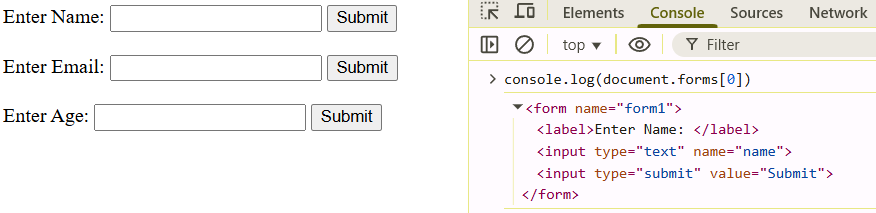 Enter Name: Submit
Enter Email: Submit
Enter Age: Submit
Elements Console Sources Network
top ▾ Filter
> console.log(document.forms[0])
▾<form name="form1">
<label>Enter Name: </label>
<input type="text" name="name">
<input type="submit" value="Submit">
</form>